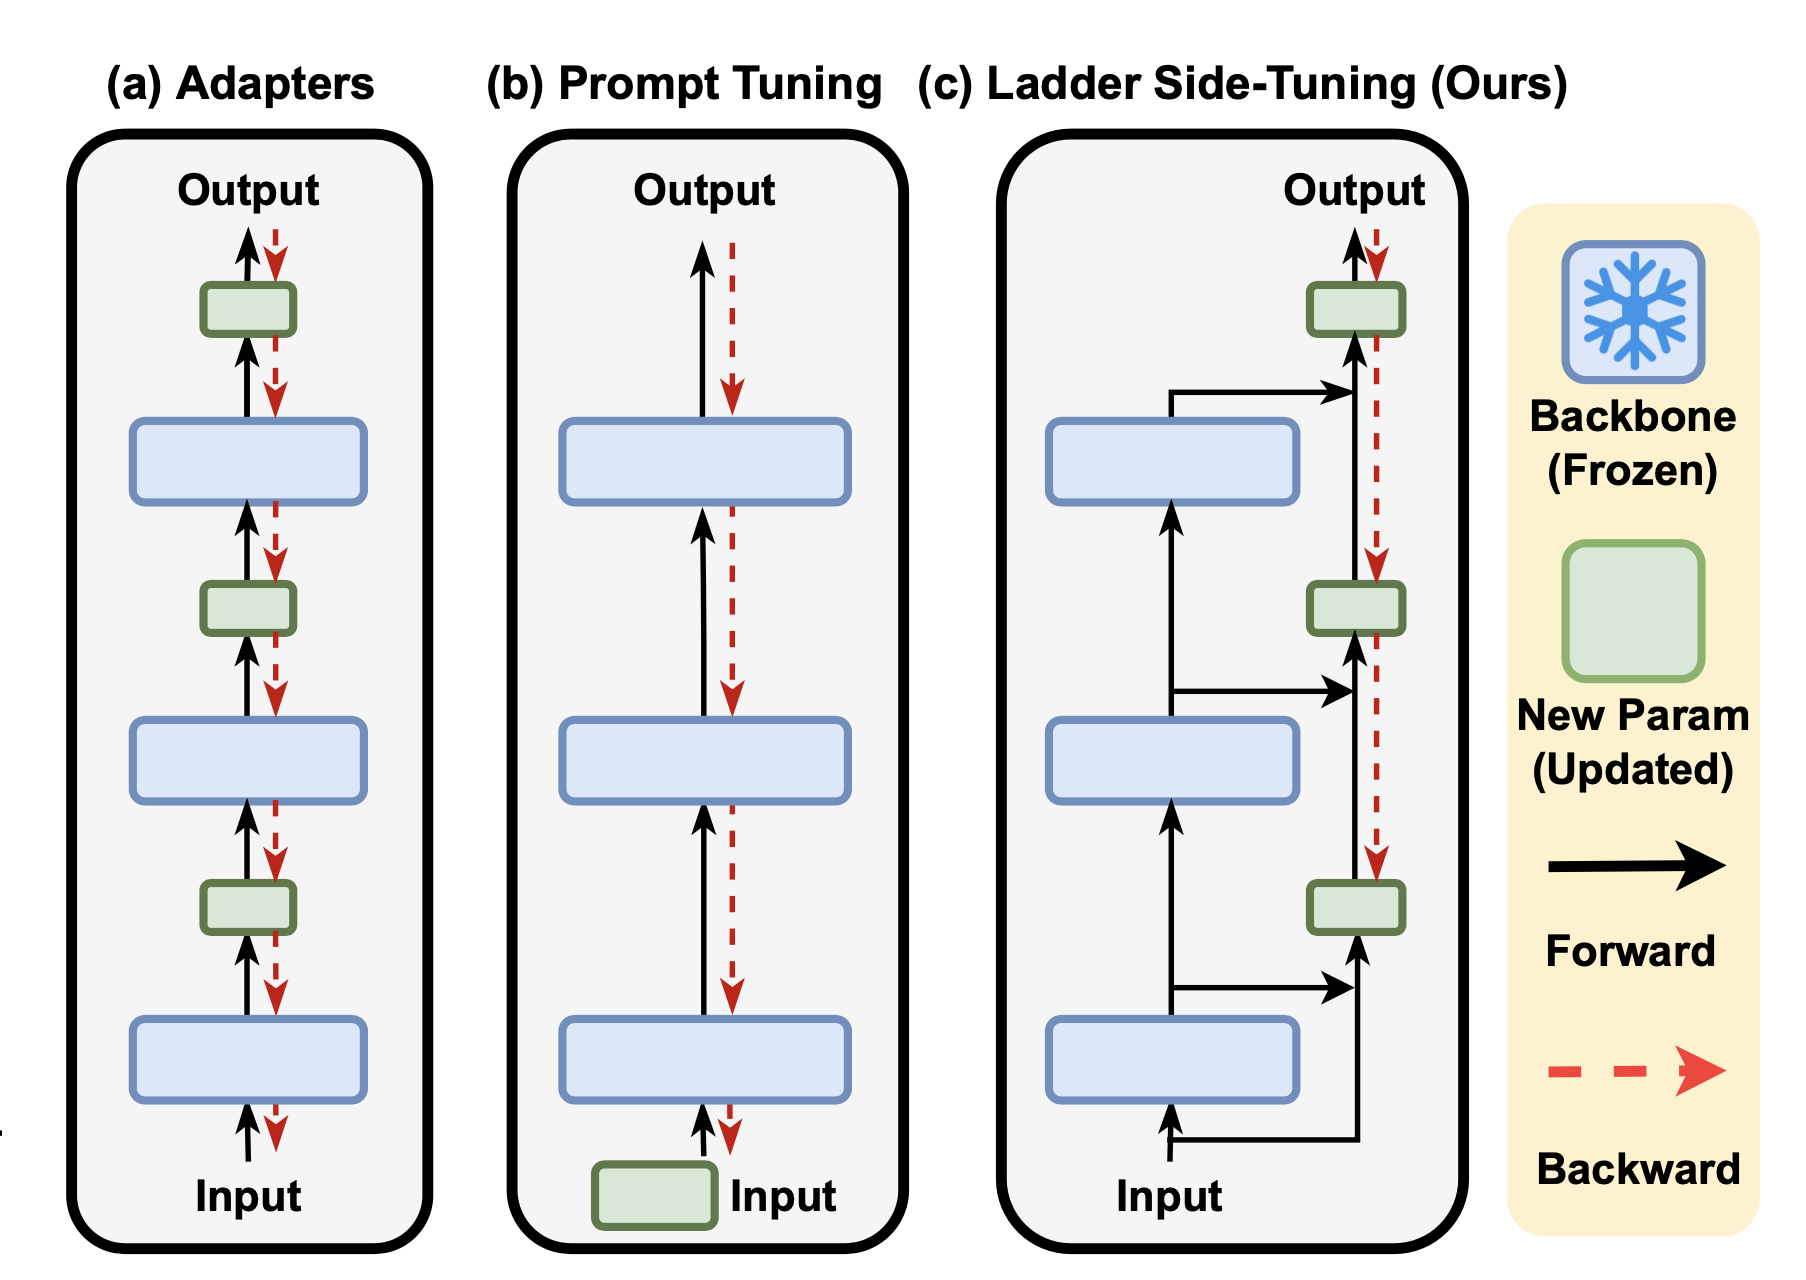 (a) Adapters
Output
Input
(b) Prompt Tuning
Output
Input
(c) Ladder Side-Tuning (Ours)
Output
Input
Backbone
(Frozen)
New Param
(Updated)
Forward
Backward